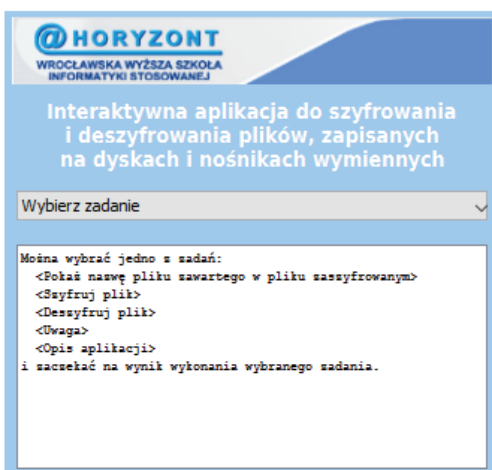 @HORYZONT
WROCŁAWSKA WYŻSZA SZKOŁA
INFORMATYKI STOSOWANEJ
Interaktywna aplikacja do szyfrowania
i deszyfrowania plików, zapisanych
na dyskach i nośnikach wymiennych
Wybierz zadanie
Można wybrać jedno z zadań:
<Pokaż nazwę pliku zawartego w pliku zaszyfrowanym>
<Szyfruj plik>
<Deszyfruj plik>
<Uwaga>
<Opis aplikacji>
i zaczekać na wynik wykonania wybranego zadania.